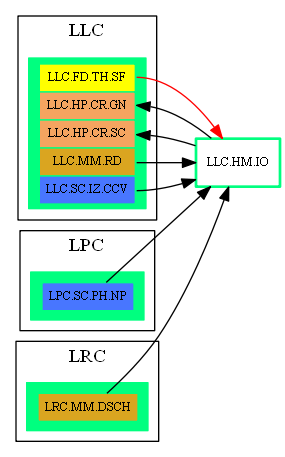 LLC
LLC.FD.TH.SF
LLC.HP.CR.GN
LLC.HP.CR.SC
LLC.MM.RD
LLC.SC.IZ.CCV
LLC.HM.IO
LPC
LPC.SC.PH.NP
LRC
LRC.MM.DSCH